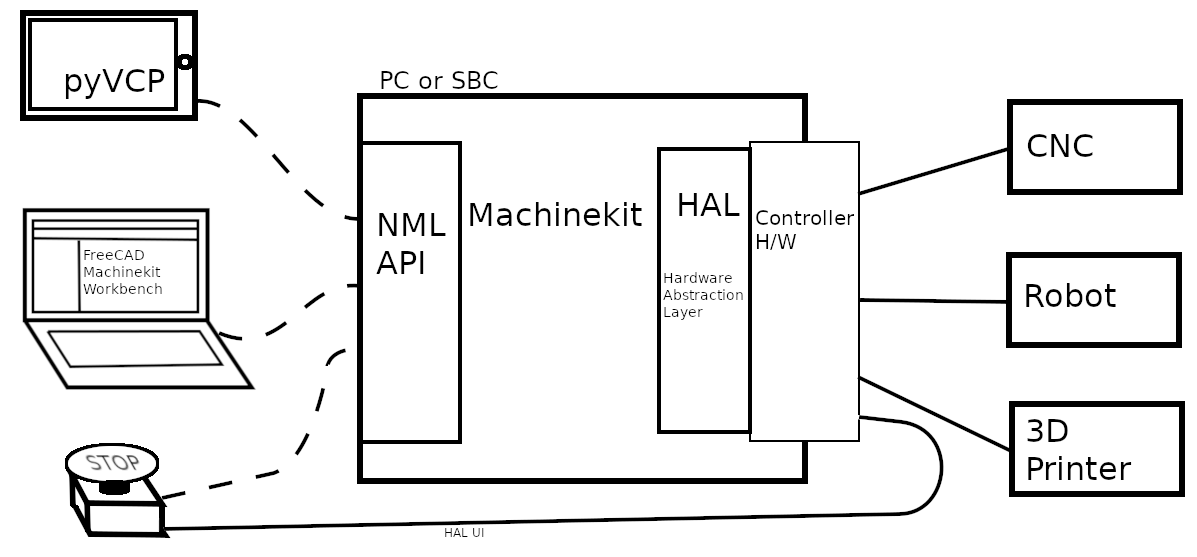 pyVCP
PC or SBC
FreeCAD
Machinekit
Workbench
STOP
NML
API
Machinekit
HAL
Hardware
Abstraction
Layer
Controller
H/W
CNC
Robot
3D
Printer
HAL UI